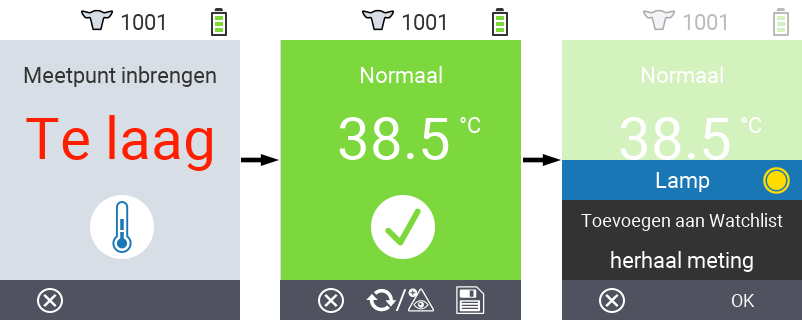 1001
Meetpunt inbrengen
Te laag
1001
Normaal
38.5 °C
1001
Normaal
38.5 °C
Lamp
Toevoegen aan Watchlist
herhaal meting
OK